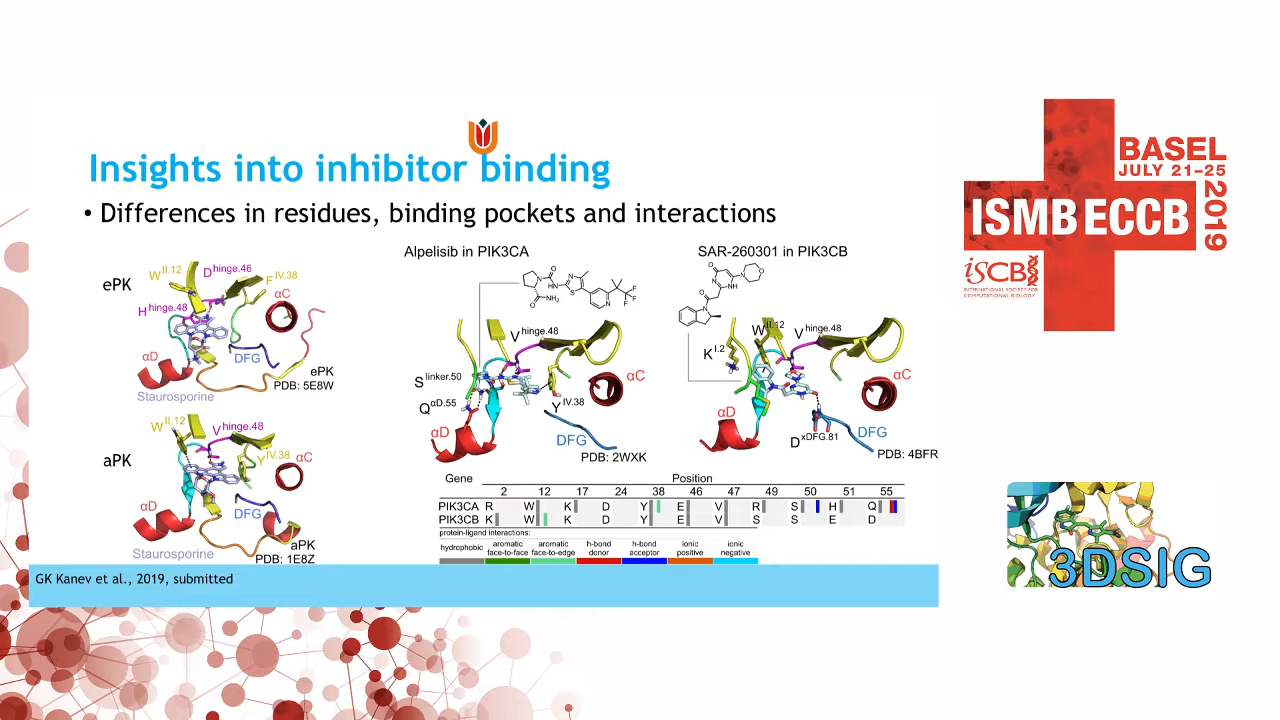 Insights into inhibitor binding
• Differences in residues, binding pockets and interactions
ePK
W II.12
D hinge.46
F IV.38
αC
H hinge.48
αD
DFG
ePK
PDB: 5E8W
Staurosporine
aPK
W II.12
V hinge.48
Y IV.38
αC
αD
DFG
aPK
PDB: 1E8Z
Staurosporine
Alpelisib in PIK3CA
V hinge.48
S linker.50
Q αD.55
αD
Y IV.38
αC
DFG
PDB: 2WXK
SAR-260301 in PIK3CB
W II.12
V hinge.48
K I.2
αC
αD
D xDFG.81
DFG
PDB: 4BFR
Gene Position
2 12 17 24 38 46 47 49 50 51 55
PIK3CA R W K D Y E V R S H Q
PIK3CB K W K D Y E V S S E D
protein-ligand interactions:
hydrophobic
aromatic face-to-face
aromatic face-to-edge
h-bond donor
h-bond acceptor
ionic positive
ionic negative
GK Kanev et al., 2019, submitted
BASEL
JULY 21–25
2019
ISMB ECCB
iSCB
INTERNATIONAL SOCIETY FOR
COMPUTATIONAL BIOLOGY
3DSIG